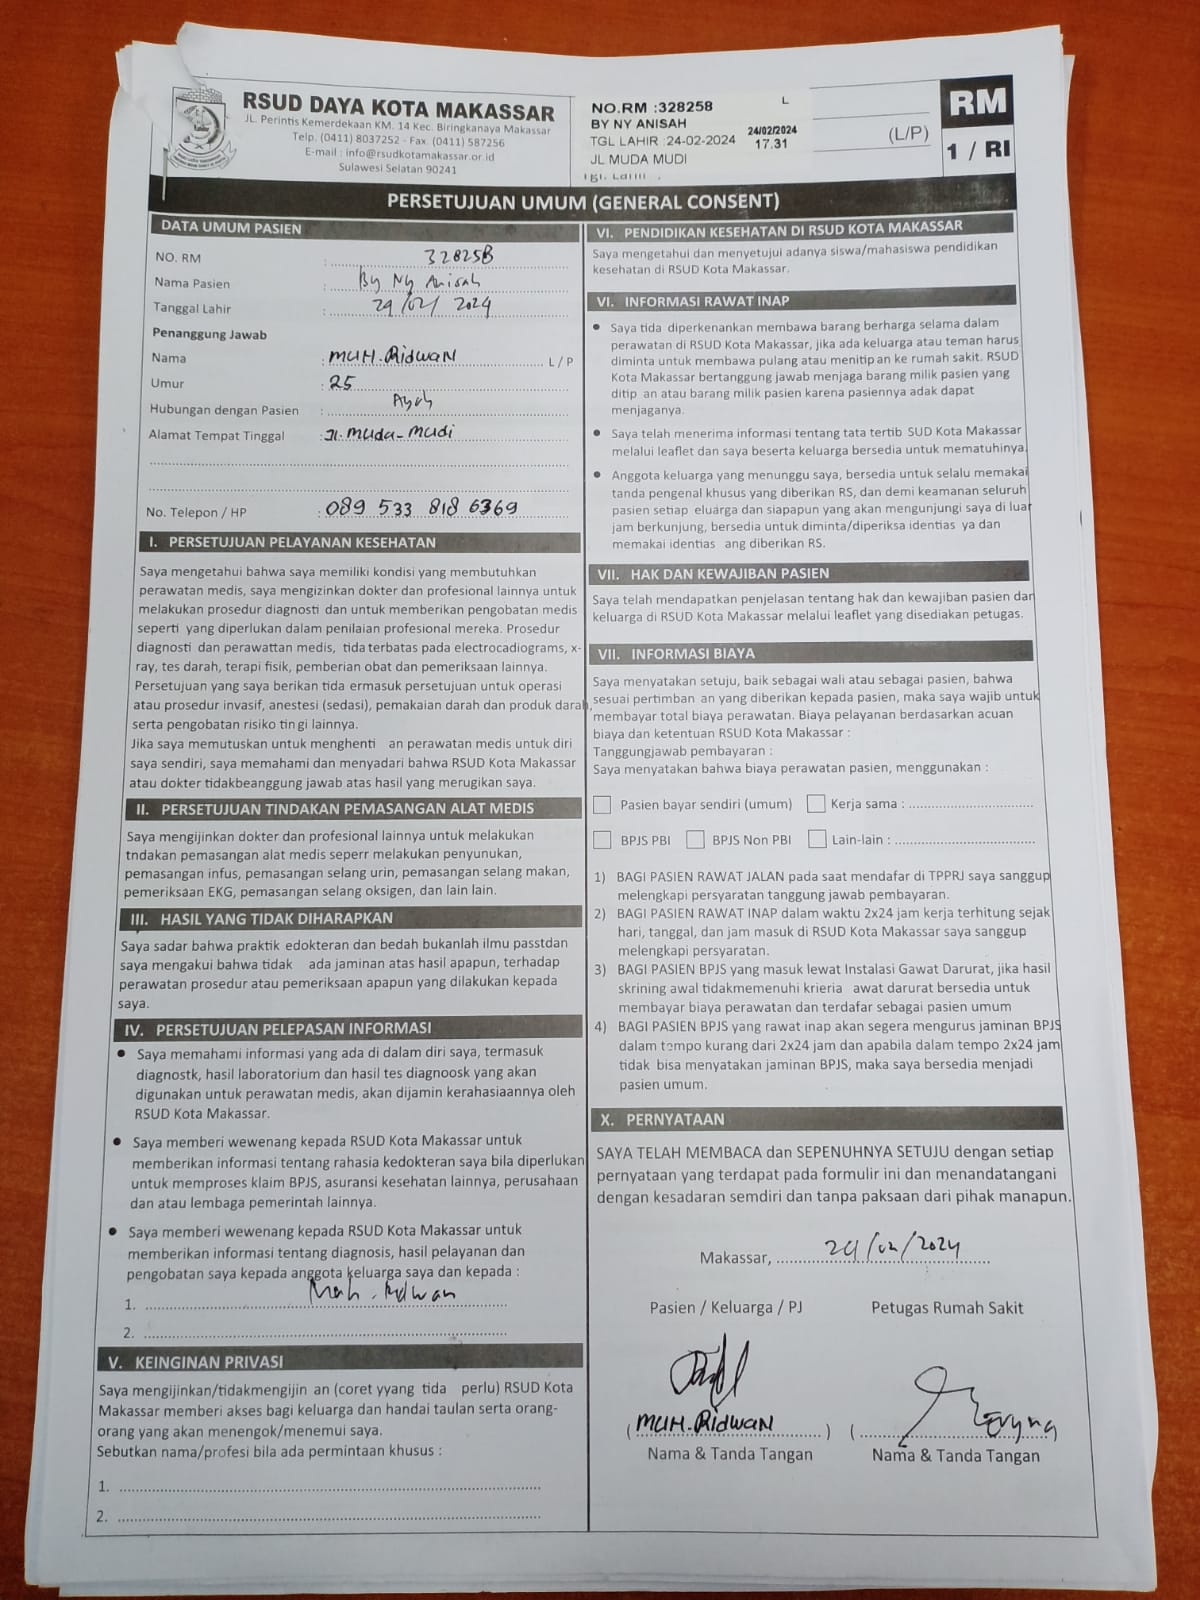 RSUD DAYA KOTA MAKASSAR
JL. Perintis Kemerdekaan KM. 14 Kec. Biringkanaya Makassar
Telp. (0411) 8037252 - Fax. (0411) 587256
E-mail : info@rsudkotamakassar.or.id
Sulawesi Selatan 90241
NO.RM :328258 L
BY NY ANISAH
TGL LAHIR :24-02-2024 24/02/2024
17.31
JL MUDA MUDI
(L/P)
RM
1 / RI
PERSETUJUAN UMUM (GENERAL CONSENT)
DATA UMUM PASIEN
NO. RM : 328258
Nama Pasien : By Ny Anisah
Tanggal Lahir : 24/02/2024
Penanggung Jawab
Nama : MUH. Ridwan L / P
Umur : 25
Hubungan dengan Pasien : Ayah
Alamat Tempat Tinggal : Jl. Muda-Mudi
No. Telepon / HP : 089 533 818 6369
I. PERSETUJUAN PELAYANAN KESEHATAN
Saya mengetahui bahwa saya memiliki kondisi yang membutuhkan
perawatan medis, saya mengizinkan dokter dan profesional lainnya untuk
melakukan prosedur diagnosti dan untuk memberikan pengobatan medis
seperti yang diperlukan dalam penilaian profesional mereka. Prosedur
diagnosti dan perawattan medis, tida terbatas pada electrocadiograms, x-
ray, tes darah, terapi fisik, pemberian obat dan pemeriksaan lainnya.
Persetujuan yang saya berikan tida ermasuk persetujuan untuk operasi
atau prosedur invasif, anestesi (sedasi), pemakaian darah dan produk darah,
serta pengobatan risiko tin gi lainnya.
Jika saya memutuskan untuk menghenti an perawatan medis untuk diri
saya sendiri, saya memahami dan menyadari bahwa RSUD Kota Makassar
atau dokter tidakbeanggung jawab atas hasil yang merugikan saya.
II. PERSETUJUAN TINDAKAN PEMASANGAN ALAT MEDIS
Saya mengijinkan dokter dan profesional lainnya untuk melakukan
tndakan pemasangan alat medis seperr melakukan penyunukan,
pemasangan infus, pemasangan selang urin, pemasangan selang makan,
pemeriksaan EKG, pemasangan selang oksigen, dan lain lain.
III. HASIL YANG TIDAK DIHARAPKAN
Saya sadar bahwa praktik edokteran dan bedah bukanlah ilmu passtdan
saya mengakui bahwa tidak ada jaminan atas hasil apapun, terhadap
perawatan prosedur atau pemeriksaan apapun yang dilakukan kepada
saya.
IV. PERSETUJUAN PELEPASAN INFORMASI
• Saya memahami informasi yang ada di dalam diri saya, termasuk
diagnostk, hasil laboratorium dan hasil tes diagnoosk yang akan
digunakan untuk perawatan medis, akan dijamin kerahasiaannya oleh
RSUD Kota Makassar.
• Saya memberi wewenang kepada RSUD Kota Makassar untuk
memberikan informasi tentang rahasia kedokteran saya bila diperlukan
untuk memproses klaim BPJS, asuransi kesehatan lainnya, perusahaan
dan atau lembaga pemerintah lainnya.
• Saya memberi wewenang kepada RSUD Kota Makassar untuk
memberikan informasi tentang diagnosis, hasil pelayanan dan
pengobatan saya kepada anggota keluarga saya dan kepada :
1. Muh. Ridwan
2.
V. KEINGINAN PRIVASI
Saya mengijinkan/tidakmengijin an (coret yyang tida perlu) RSUD Kota
Makassar memberi akses bagi keluarga dan handai taulan serta orang-
orang yang akan menengok/menemui saya.
Sebutkan nama/profesi bila ada permintaan khusus :
1.
2.
VI. PENDIDIKAN KESEHATAN DI RSUD KOTA MAKASSAR
Saya mengetahui dan menyetujui adanya siswa/mahasiswa pendidikan
kesehatan di RSUD Kota Makassar.
VI. INFORMASI RAWAT INAP
• Saya tida diperkenankan membawa barang berharga selama dalam
perawatan di RSUD Kota Makassar, jika ada keluarga atau teman harus
diminta untuk membawa pulang atau menitip an ke rumah sakit. RSUD
Kota Makassar bertanggung jawab menjaga barang milik pasien yang
ditip an atau barang milik pasien karena pasiennya adak dapat
menjaganya.
• Saya telah menerima informasi tentang tata tertib SUD Kota Makassar
melalui leaflet dan saya beserta keluarga bersedia untuk mematuhinya.
• Anggota keluarga yang menunggu saya, bersedia untuk selalu memakai
tanda pengenal khusus yang diberikan RS, dan demi keamanan seluruh
pasien setiap eluarga dan siapapun yang akan mengunjungi saya di luar
jam berkunjung, bersedia untuk diminta/diperiksa identias ya dan
memakai identias ang diberikan RS.
VII. HAK DAN KEWAJIBAN PASIEN
Saya telah mendapatkan penjelasan tentang hak dan kewajiban pasien dan
keluarga di RSUD Kota Makassar melalui leaflet yang disediakan petugas.
VII. INFORMASI BIAYA
Saya menyatakan setuju, baik sebagai wali atau sebagai pasien, bahwa
sesuai pertimban an yang diberikan kepada pasien, maka saya wajib untuk
membayar total biaya perawatan. Biaya pelayanan berdasarkan acuan
biaya dan ketentuan RSUD Kota Makassar :
Tanggungjawab pembayaran :
Saya menyatakan bahwa biaya perawatan pasien, menggunakan :
Pasien bayar sendiri (umum) Kerja sama :
BPJS PBI BPJS Non PBI Lain-lain :
1) BAGI PASIEN RAWAT JALAN pada saat mendafar di TPPRJ saya sanggup
melengkapi persyaratan tanggung jawab pembayaran.
2) BAGI PASIEN RAWAT INAP dalam waktu 2x24 jam kerja terhitung sejak
hari, tanggal, dan jam masuk di RSUD Kota Makassar saya sanggup
melengkapi persyaratan.
3) BAGI PASIEN BPJS yang masuk lewat Instalasi Gawat Darurat, jika hasil
skrining awal tidakmemenuhi krieria awat darurat bersedia untuk
membayar biaya perawatan dan terdafar sebagai pasien umum
4) BAGI PASIEN BPJS yang rawat inap akan segera mengurus jaminan BPJS
dalam tempo kurang dari 2x24 jam dan apabila dalam tempo 2x24 jam
tidak bisa menyatakan jaminan BPJS, maka saya bersedia menjadi
pasien umum.
X. PERNYATAAN
SAYA TELAH MEMBACA dan SEPENUHNYA SETUJU dengan setiap
pernyataan yang terdapat pada formulir ini dan menandatangani
dengan kesadaran semdiri dan tanpa paksaan dari pihak manapun.
Makassar, 24/02/2024
Pasien / Keluarga / PJ Petugas Rumah Sakit
( MUH. Ridwan ) ( )
Nama & Tanda Tangan Nama & Tanda Tangan